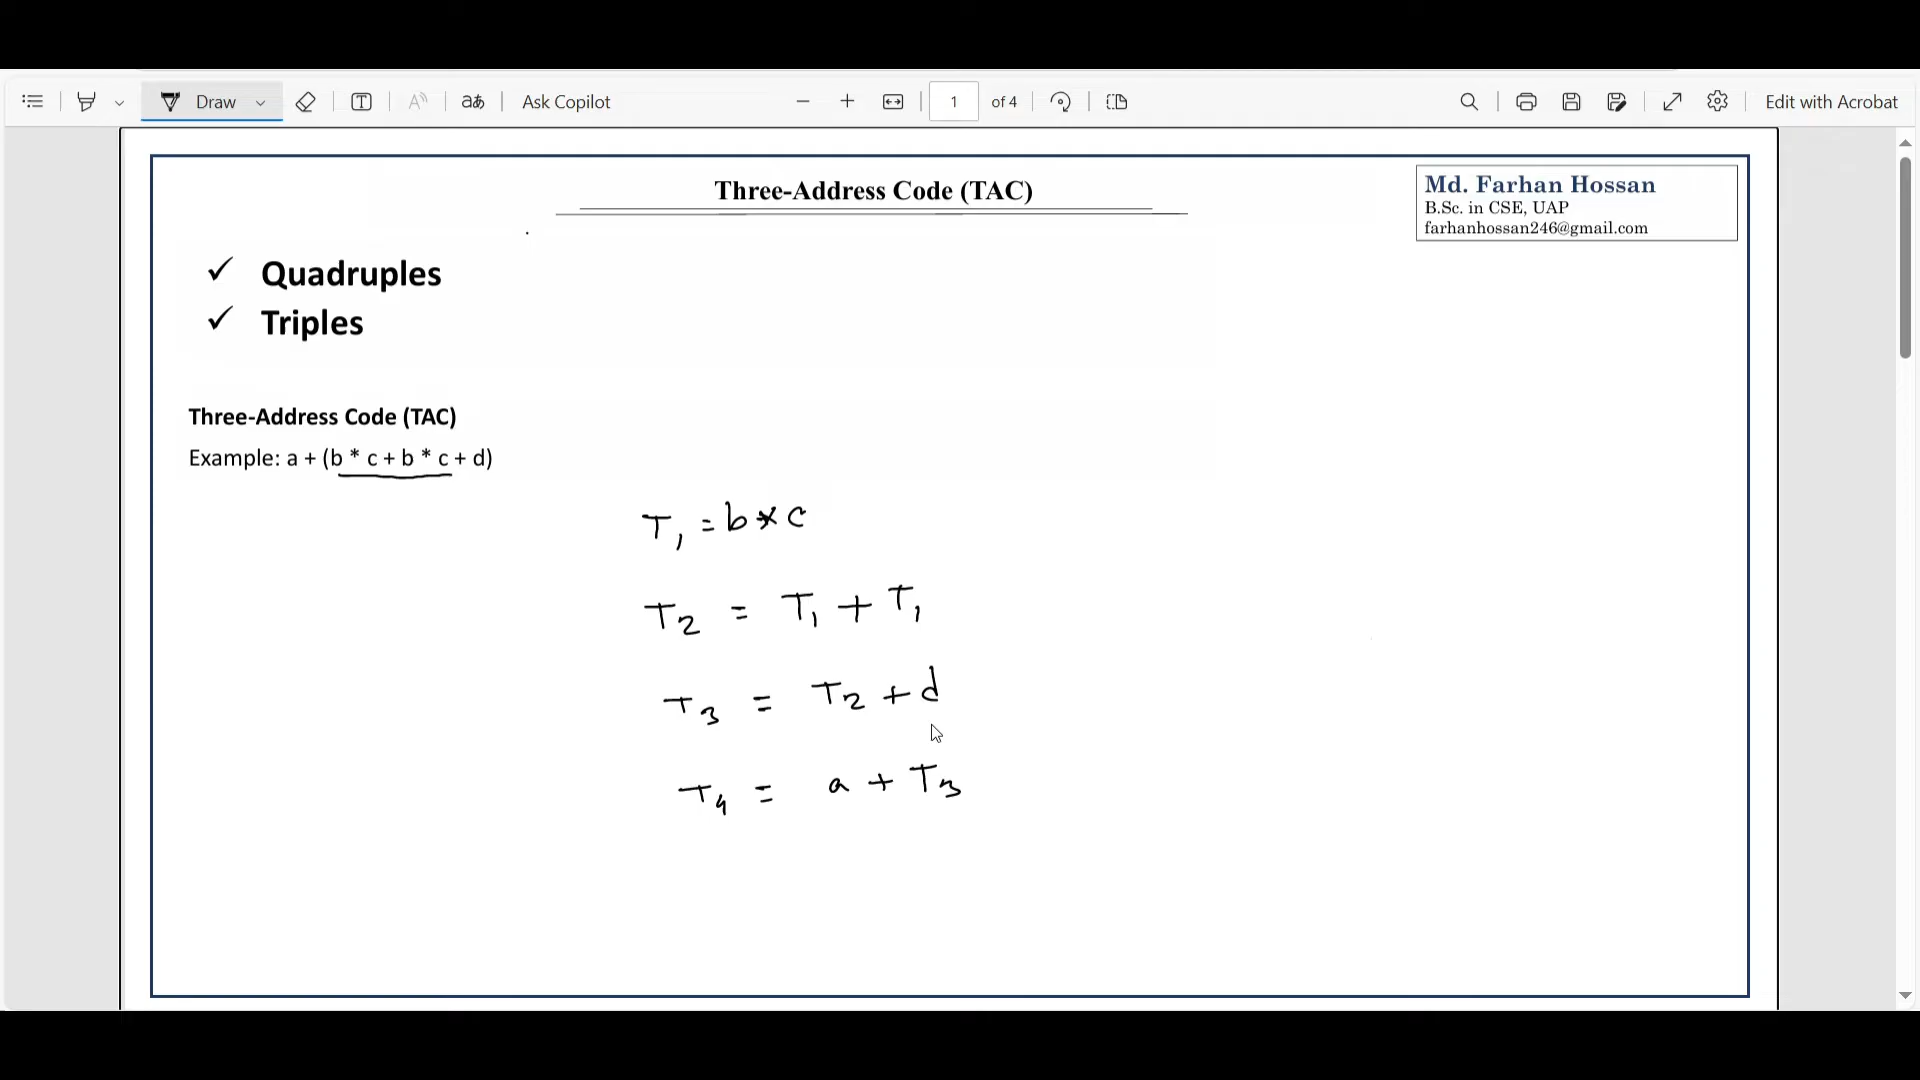 Draw
Ask Copilot
1 of 4
Edit with Acrobat
Three-Address Code (TAC)
Md. Farhan Hossan
B.Sc. in CSE, UAP
farhanhossan246@gmail.com
✓ Quadruples
✓ Triples
Three-Address Code (TAC)
Example: a + (b * c + b * c + d)
T1 = b * c
T2 = T1 + T1
T3 = T2 + d
T4 = a + T3